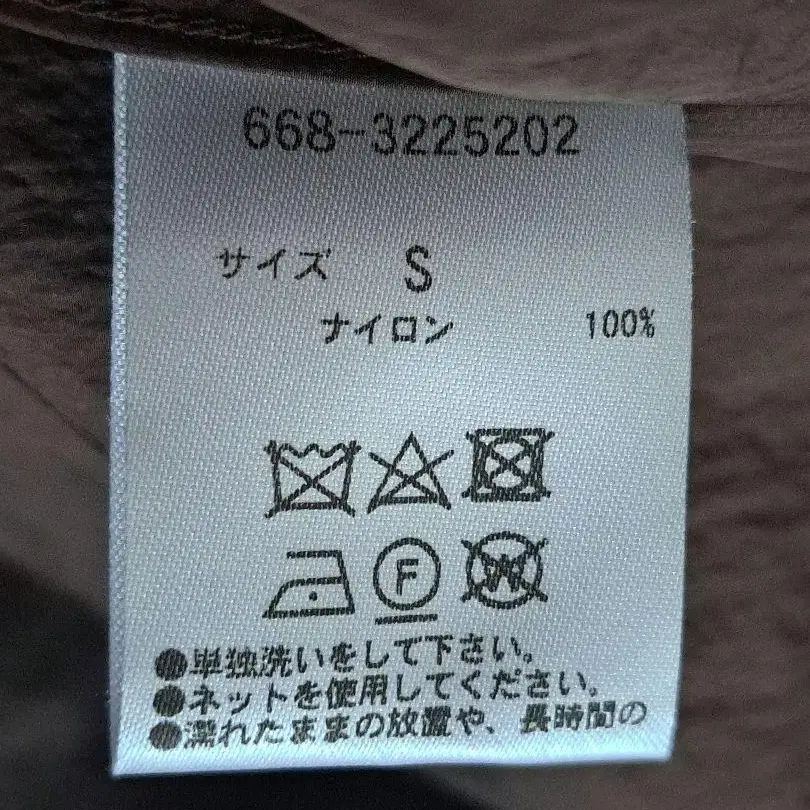 668-3225202
サイズ S
ナイロン 100%
F
W
●単独洗いをして下さい。
●ネットを使用してください。
●濡れたままの放置や、長時間の